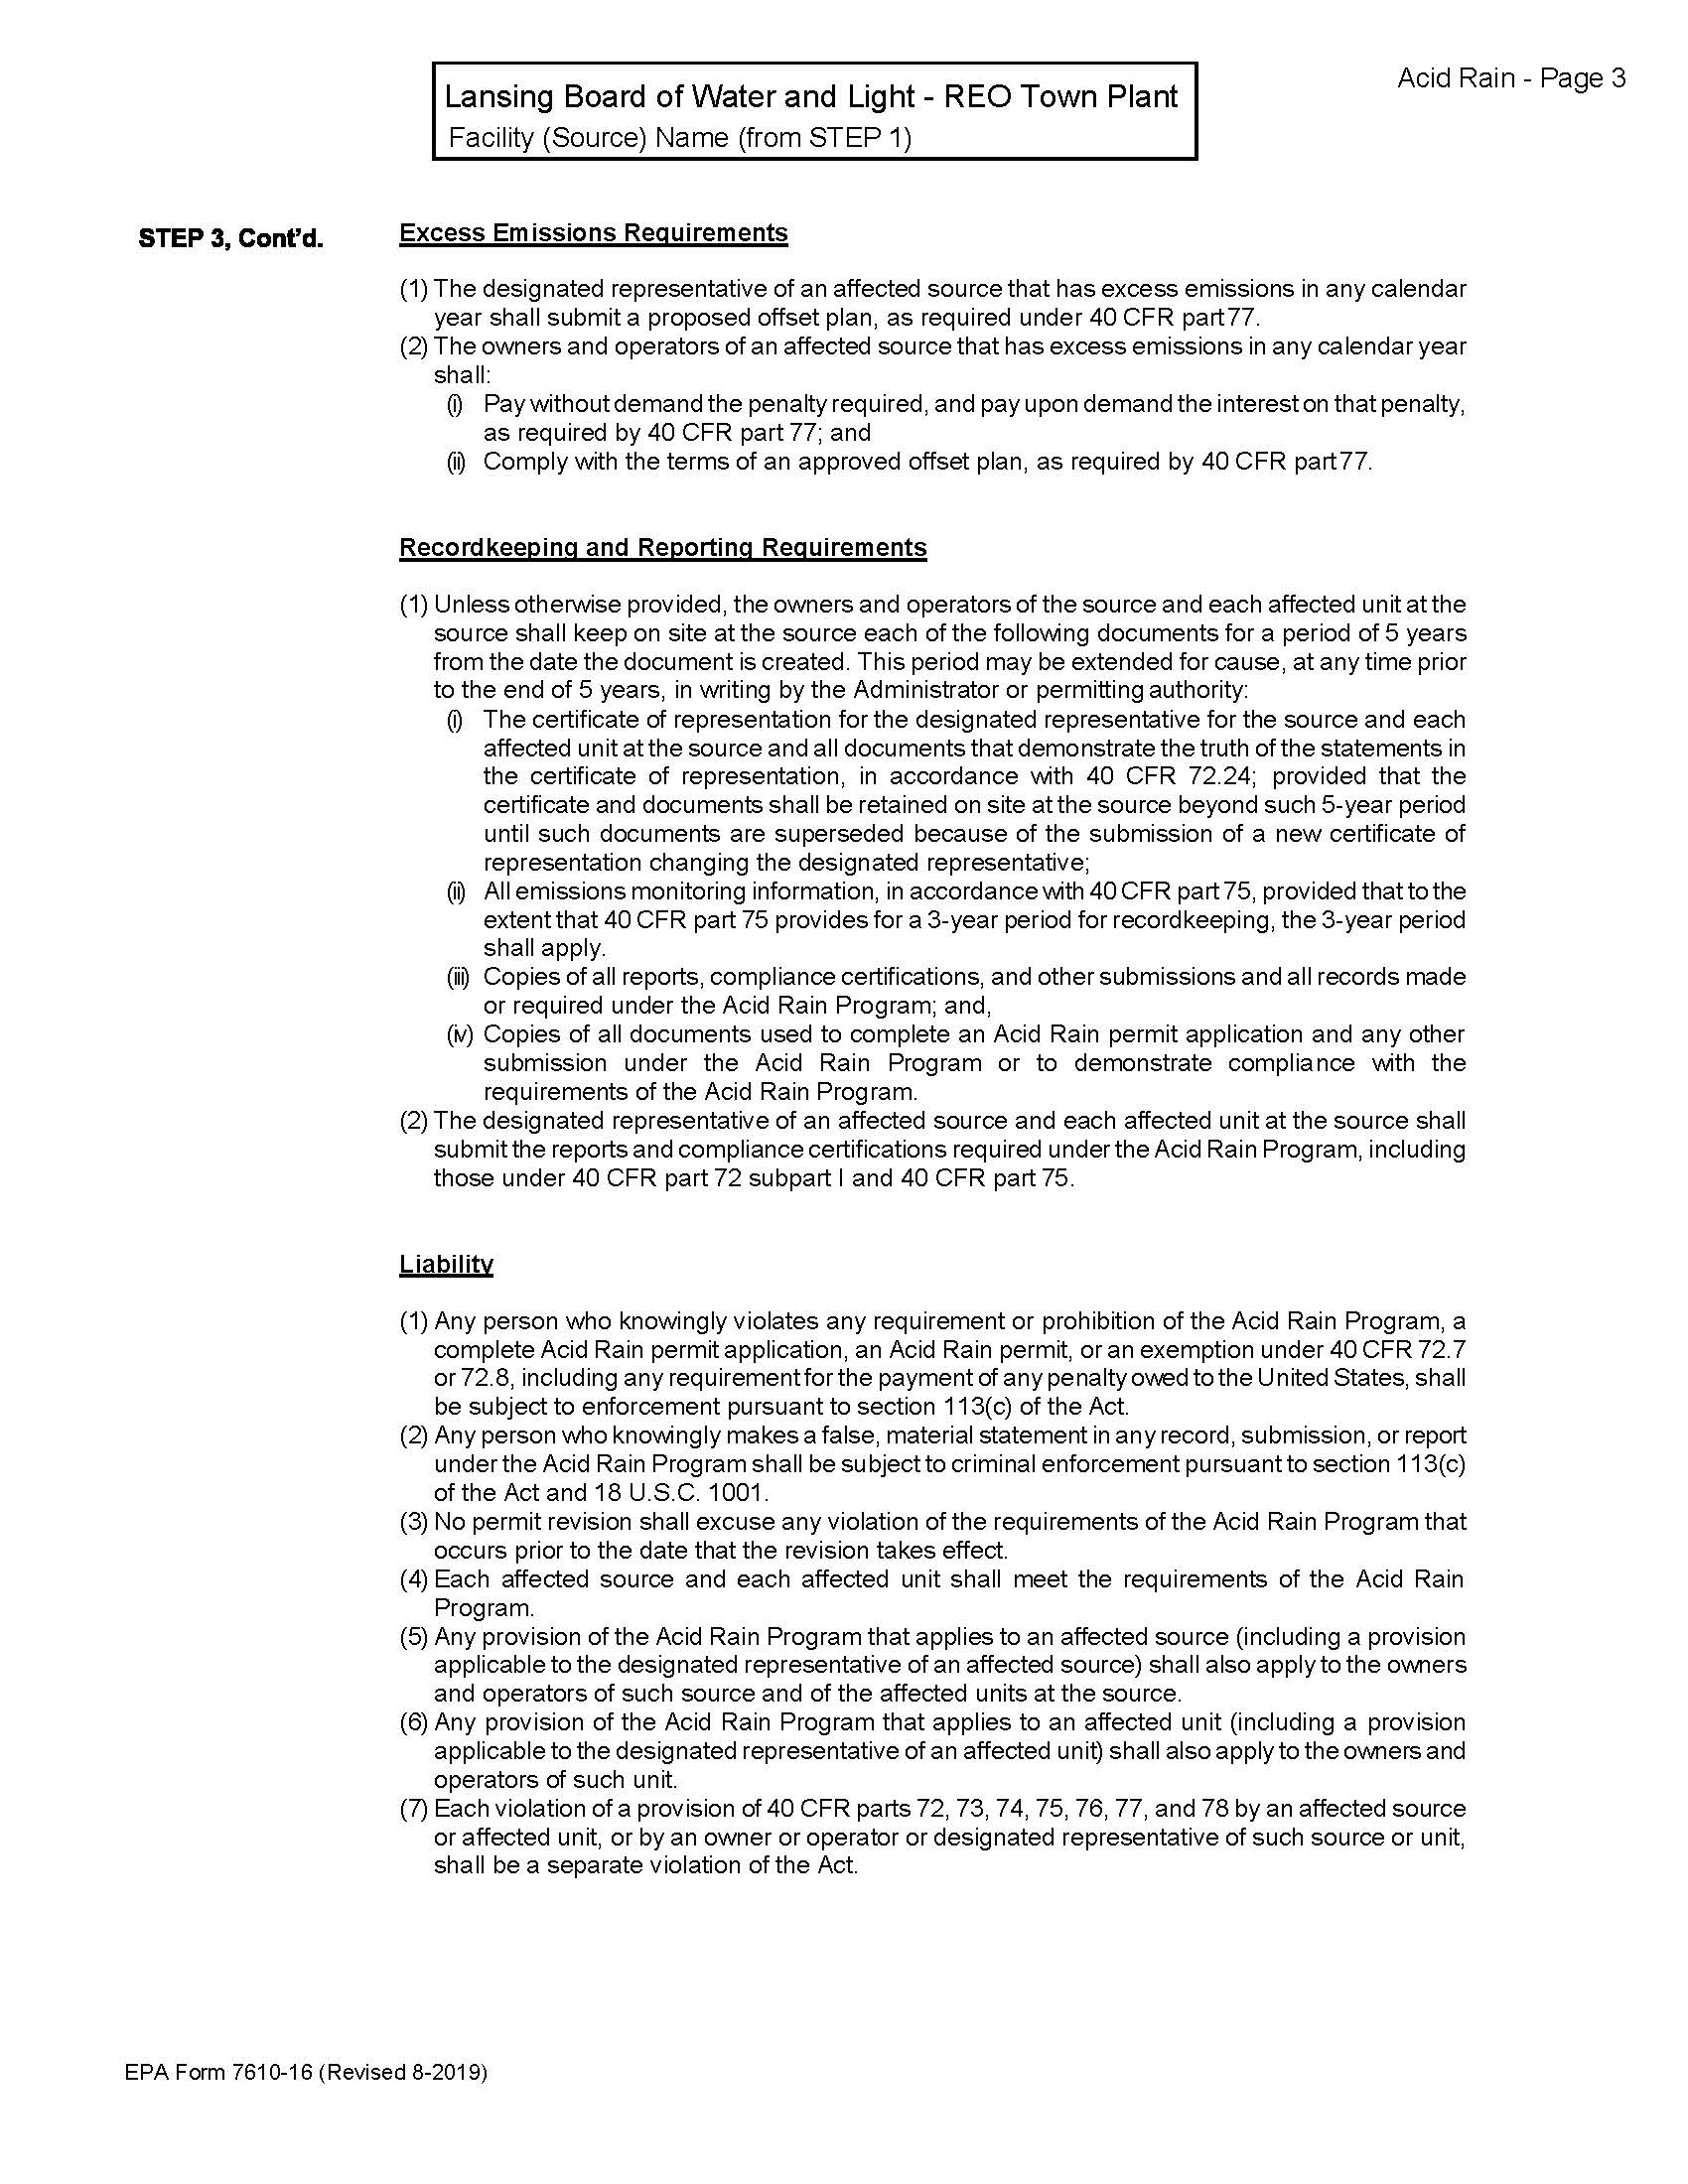 Lansing Board of Water and Light - REO Town Plant
Facility (Source) Name (from STEP 1)
Acid Rain - Page 3
STEP 3, Cont'd.
Excess Emissions Requirements
(1) The designated representative of an affected source that has excess emissions in any calendar
year shall submit a proposed offset plan, as required under 40 CFR part 77.
(2) The owners and operators of an affected source that has excess emissions in any calendar year
shall:
(i) Pay without demand the penalty required, and pay upon demand the interest on that penalty,
as required by 40 CFR part 77; and
(ii) Comply with the terms of an approved offset plan, as required by 40 CFR part 77.
Recordkeeping and Reporting Requirements
(1) Unless otherwise provided, the owners and operators of the source and each affected unit at the
source shall keep on site at the source each of the following documents for a period of 5 years
from the date the document is created. This period may be extended for cause, at any time prior
to the end of 5 years, in writing by the Administrator or permitting authority:
(i) The certificate of representation for the designated representative for the source and each
affected unit at the source and all documents that demonstrate the truth of the statements in
the certificate of representation, in accordance with 40 CFR 72.24; provided that the
certificate and documents shall be retained on site at the source beyond such 5-year period
until such documents are superseded because of the submission of a new certificate of
representation changing the designated representative;
(ii) All emissions monitoring information, in accordance with 40 CFR part 75, provided that to the
extent that 40 CFR part 75 provides for a 3-year period for recordkeeping, the 3-year period
shall apply.
(iii) Copies of all reports, compliance certifications, and other submissions and all records made
or required under the Acid Rain Program; and,
(iv) Copies of all documents used to complete an Acid Rain permit application and any other
submission under the Acid Rain Program or to demonstrate compliance with the
requirements of the Acid Rain Program.
(2) The designated representative of an affected source and each affected unit at the source shall
submit the reports and compliance certifications required under the Acid Rain Program, including
those under 40 CFR part 72 subpart I and 40 CFR part 75.
Liability
(1) Any person who knowingly violates any requirement or prohibition of the Acid Rain Program, a
complete Acid Rain permit application, an Acid Rain permit, or an exemption under 40 CFR 72.7
or 72.8, including any requirement for the payment of any penalty owed to the United States, shall
be subject to enforcement pursuant to section 113(c) of the Act.
(2) Any person who knowingly makes a false, material statement in any record, submission, or report
under the Acid Rain Program shall be subject to criminal enforcement pursuant to section 113(c)
of the Act and 18 U.S.C. 1001.
(3) No permit revision shall excuse any violation of the requirements of the Acid Rain Program that
occurs prior to the date that the revision takes effect.
(4) Each affected source and each affected unit shall meet the requirements of the Acid Rain
Program.
(5) Any provision of the Acid Rain Program that applies to an affected source (including a provision
applicable to the designated representative of an affected source) shall also apply to the owners
and operators of such source and of the affected units at the source.
(6) Any provision of the Acid Rain Program that applies to an affected unit (including a provision
applicable to the designated representative of an affected unit) shall also apply to the owners and
operators of such unit.
(7) Each violation of a provision of 40 CFR parts 72, 73, 74, 75, 76, 77, and 78 by an affected source
or affected unit, or by an owner or operator or designated representative of such source or unit,
shall be a separate violation of the Act.
EPA Form 7610-16 (Revised 8-2019)